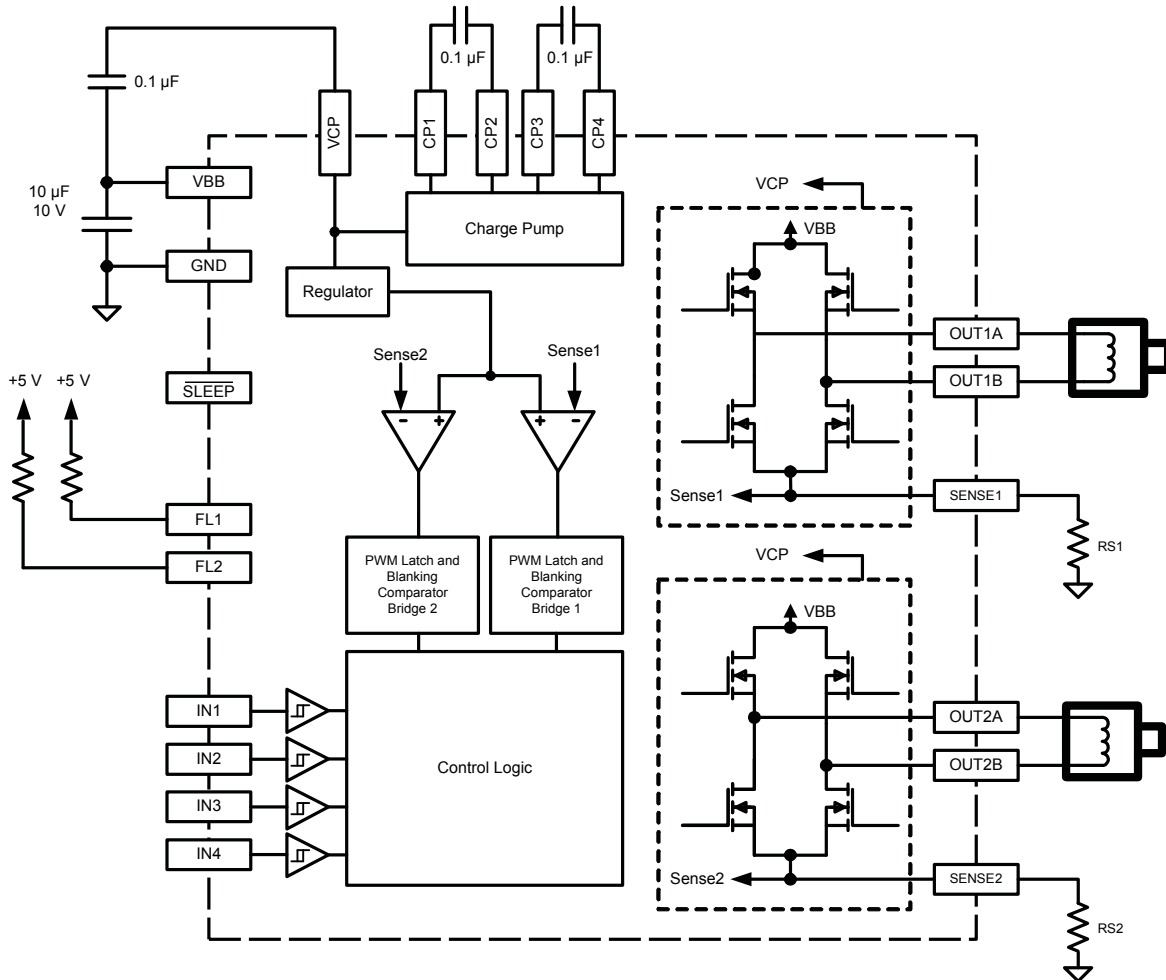 0.1 µF
0.1 µF
0.1 µF
VCP
CP1
CP2
CP3
CP4
VBB
10 µF
10 V
GND
Charge Pump
Regulator
VCP
VBB
Sense2
Sense1
+5 V
+5 V
SLEEP
OUT1A
OUT1B
Sense1
SENSE1
RS1
FL1
FL2
PWM Latch and
Blanking
Comparator
Bridge 2
PWM Latch and
Blanking
Comparator
Bridge 1
VCP
VBB
IN1
IN2
IN3
IN4
Control Logic
OUT2A
OUT2B
Sense2
SENSE2
RS2